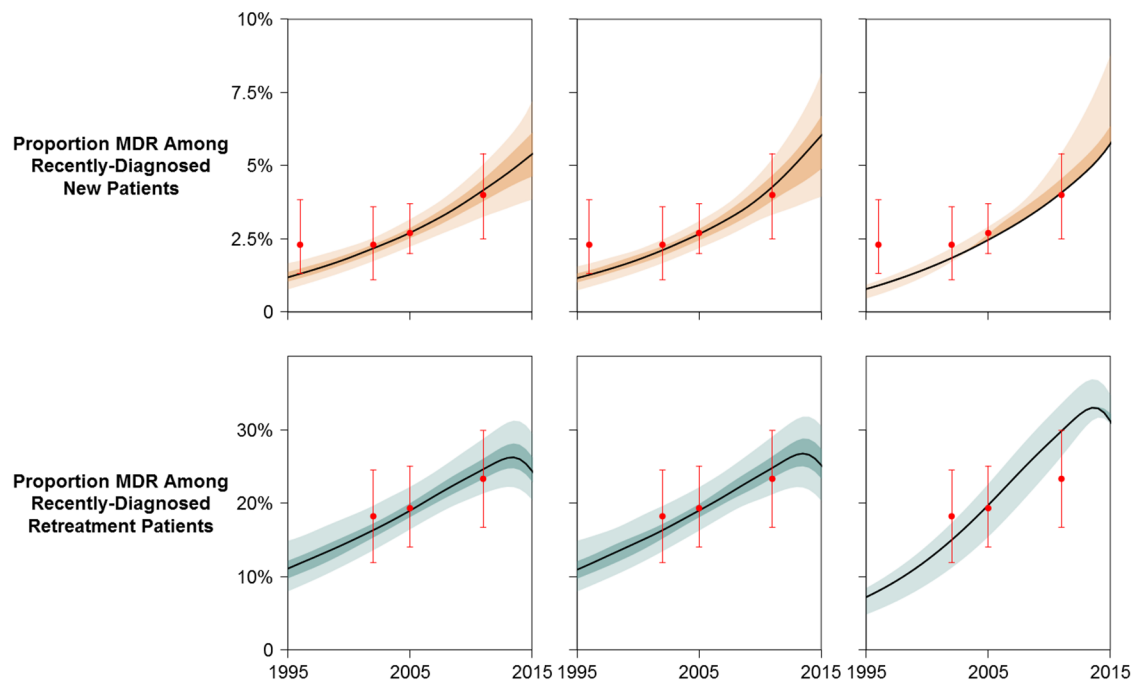 10%
7.5%
5%
2.5%
0
Proportion MDR Among
Recently-Diagnosed
New Patients
30%
20%
10%
0
Proportion MDR Among
Recently-Diagnosed
Retreatment Patients
1995 2005 2015 1995 2005 2015 1995 2005 2015